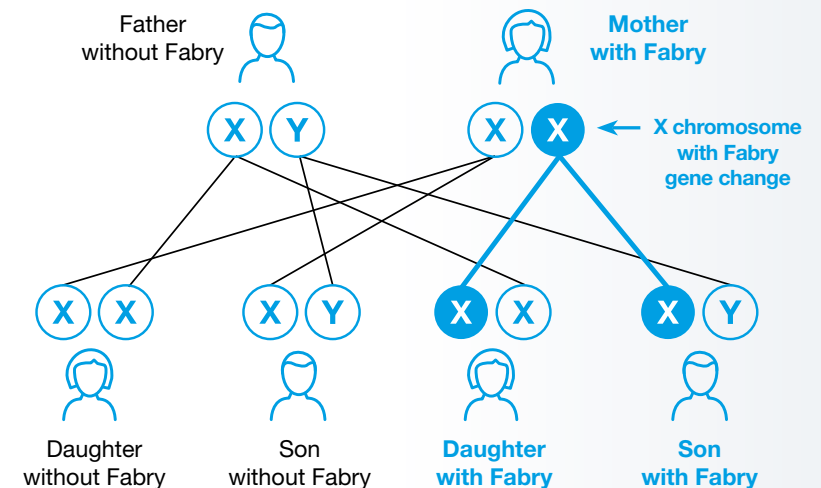 Father
without Fabry
Mother
with Fabry
X Y
X X
X chromosome
with Fabry
gene change
X X
X Y
X X
X Y
Daughter
without Fabry
Son
without Fabry
Daughter
with Fabry
Son
with Fabry